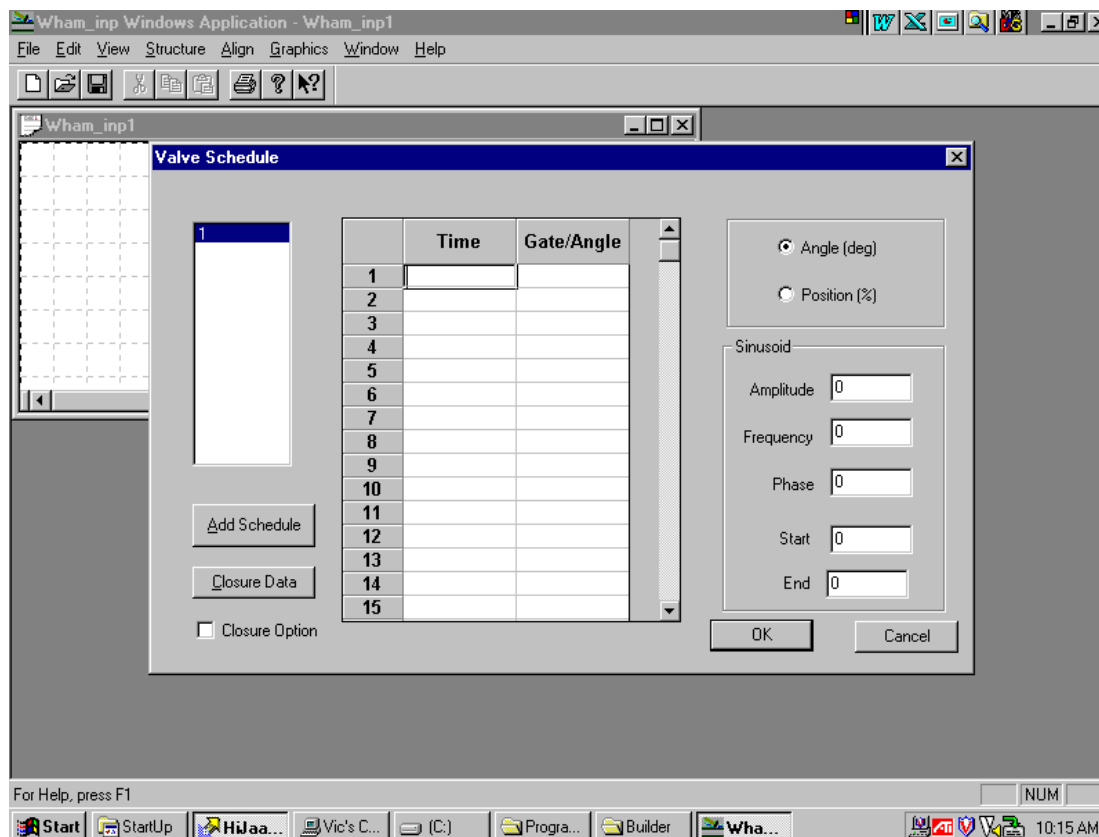 Wham_inp Windows Application - Wham_inp1
File Edit View Structure Align Graphics Window Help
Wham_inp1
Valve Schedule
1
Time Gate/Angle
1
2
3
4
5
6
7
8
9
10
11
12
13
14
15
Add Schedule
Closure Data
Closure Option
Angle (deg)
Position (%)
Sinusoid
Amplitude 0
Frequency 0
Phase 0
Start 0
End 0
OK Cancel
For Help, press F1 NUM
Start StartUp HiJaa... Vic's C... (C:) Progra... Builder Wha... 10:15 AM